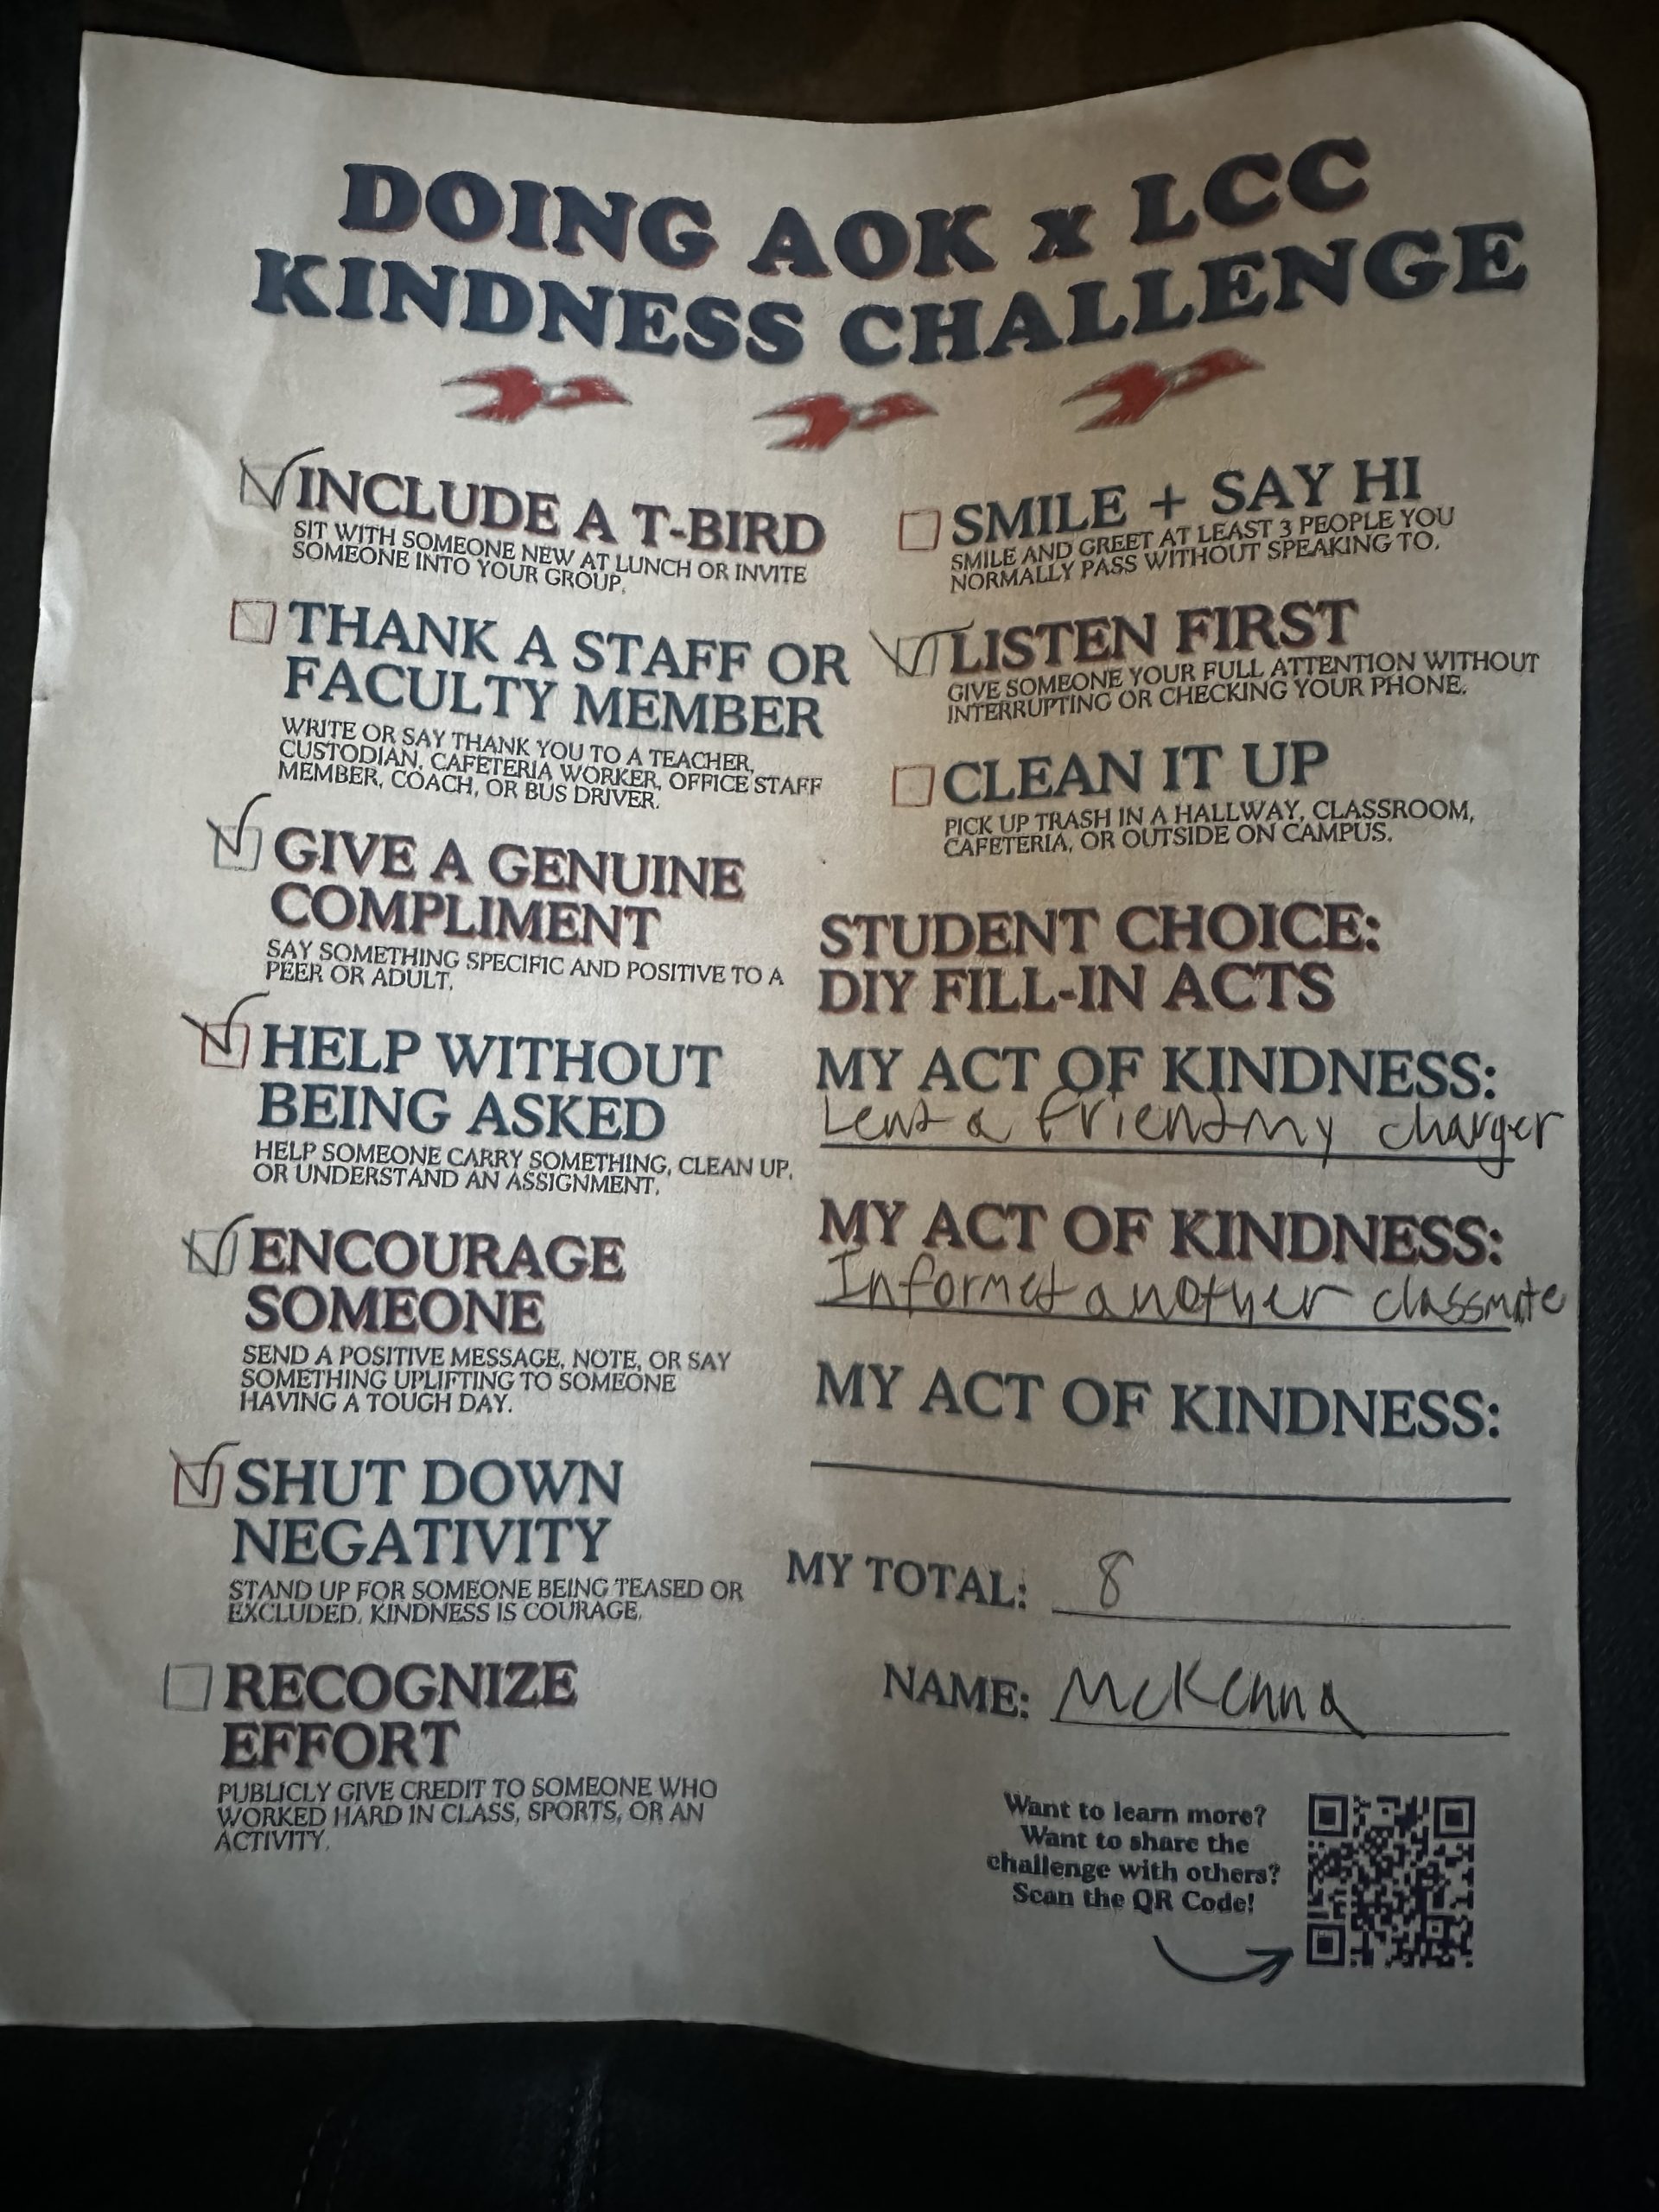 DOING AOK x LCC
KINDNESS CHALLENGE
INCLUDE A T-BIRD
SIT WITH SOMEONE NEW AT LUNCH OR INVITE
SOMEONE INTO YOUR GROUP.
THANK A STAFF OR
FACULTY MEMBER
WRITE OR SAY THANK YOU TO A TEACHER,
CUSTODIAN, CAFETERIA WORKER, OFFICE STAFF
MEMBER, COACH, OR BUS DRIVER.
GIVE A GENUINE
COMPLIMENT
SAY SOMETHING SPECIFIC AND POSITIVE TO A
PEER OR ADULT.
HELP WITHOUT
BEING ASKED
HELP SOMEONE CARRY SOMETHING, CLEAN UP,
OR UNDERSTAND AN ASSIGNMENT.
ENCOURAGE
SOMEONE
SEND A POSITIVE MESSAGE, NOTE, OR SAY
SOMETHING UPLIFTING TO SOMEONE
HAVING A TOUGH DAY.
SHUT DOWN
NEGATIVITY
STAND UP FOR SOMEONE BEING TEASED OR
EXCLUDED. KINDNESS IS COURAGE.
RECOGNIZE
EFFORT
PUBLICLY GIVE CREDIT TO SOMEONE WHO
WORKED HARD IN CLASS, SPORTS, OR AN
ACTIVITY.
SMILE + SAY HI
SMILE AND GREET AT LEAST 3 PEOPLE YOU
NORMALLY PASS WITHOUT SPEAKING TO.
LISTEN FIRST
GIVE SOMEONE YOUR FULL ATTENTION WITHOUT
INTERRUPTING OR CHECKING YOUR PHONE.
CLEAN IT UP
PICK UP TRASH IN A HALLWAY, CLASSROOM,
CAFETERIA, OR OUTSIDE ON CAMPUS.
STUDENT CHOICE:
DIY FILL-IN ACTS
MY ACT OF KINDNESS:
Lent a friend my charger
MY ACT OF KINDNESS:
Informed another classmate
MY ACT OF KINDNESS:
MY TOTAL: 8
NAME: McKenna
Want to learn more?
Want to share the
challenge with others?
Scan the QR Code!